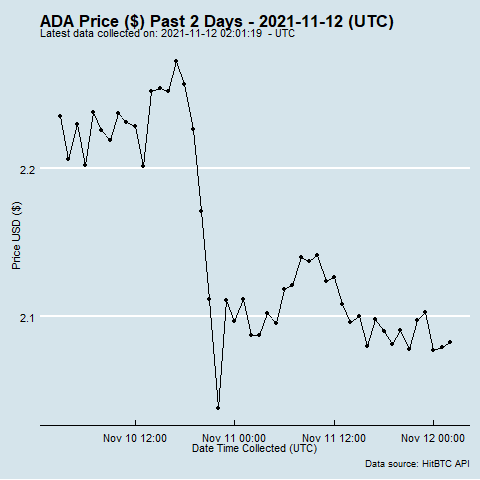 ADA Price ($) Past 2 Days - 2021-11-12 (UTC)
Latest data collected on: 2021-11-12 02:01:19 - UTC
2.2
Price USD ($)
2.1
Nov 10 12:00 Nov 11 00:00 Nov 11 12:00 Nov 12 00:00
Date Time Collected (UTC)
Data source: HitBTC API